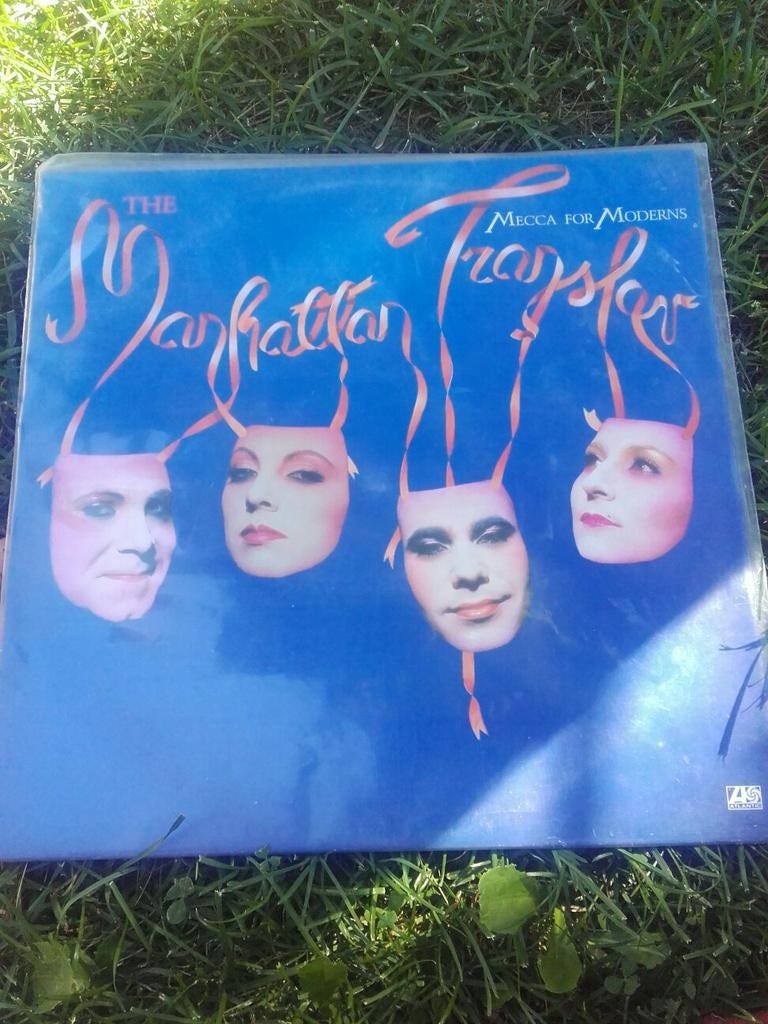 THE
Manhattan Transfer
MECCA FOR MODERNS
ATLANTIC